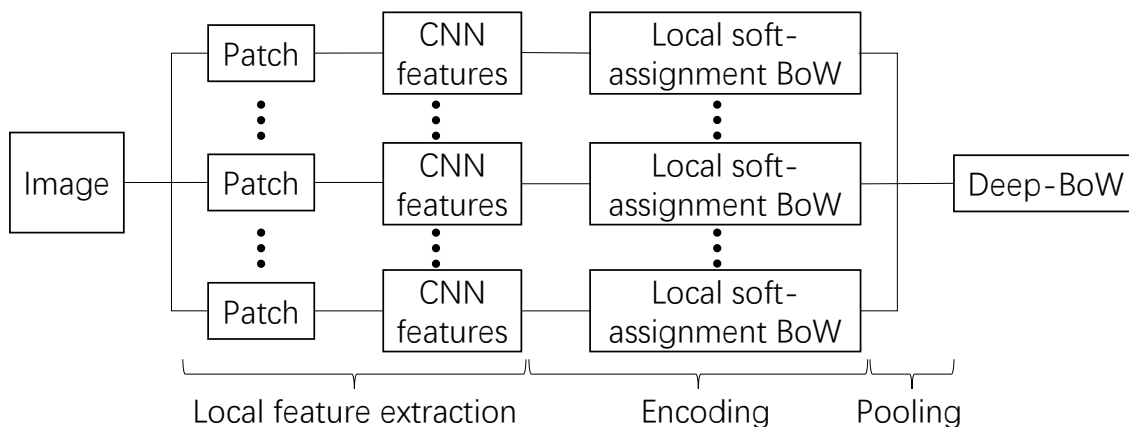 Patch
CNN
features
Local soft-
assignment BoW
Image
Patch
CNN
features
Local soft-
assignment BoW
Deep-BoW
Patch
CNN
features
Local soft-
assignment BoW
Local feature extraction
Encoding
Pooling